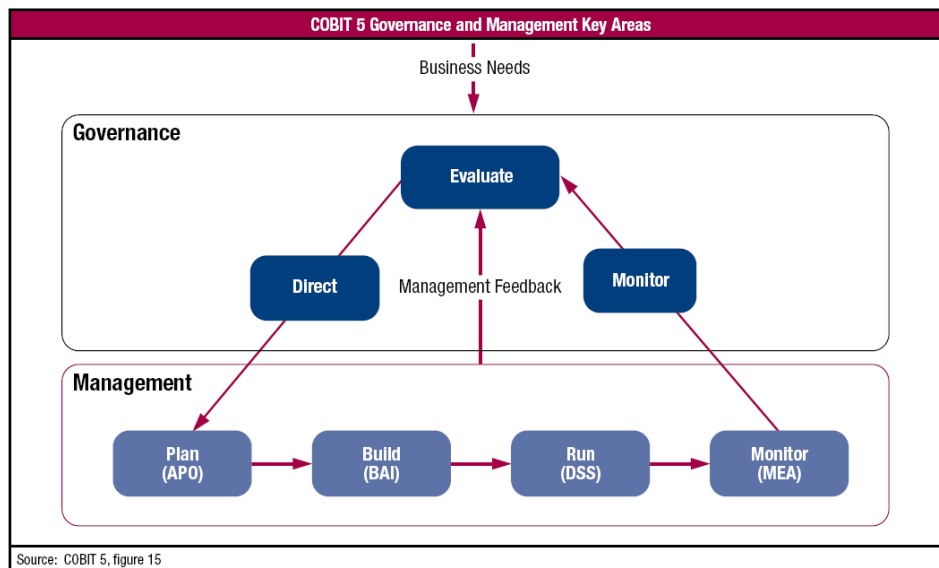 COBIT 5 Governance and Management Key Areas
Business Needs
Governance
Evaluate
Direct
Management Feedback
Monitor
Management
Plan
(APO)
Build
(BAI)
Run
(DSS)
Monitor
(MEA)
Source: COBIT 5, figure 15